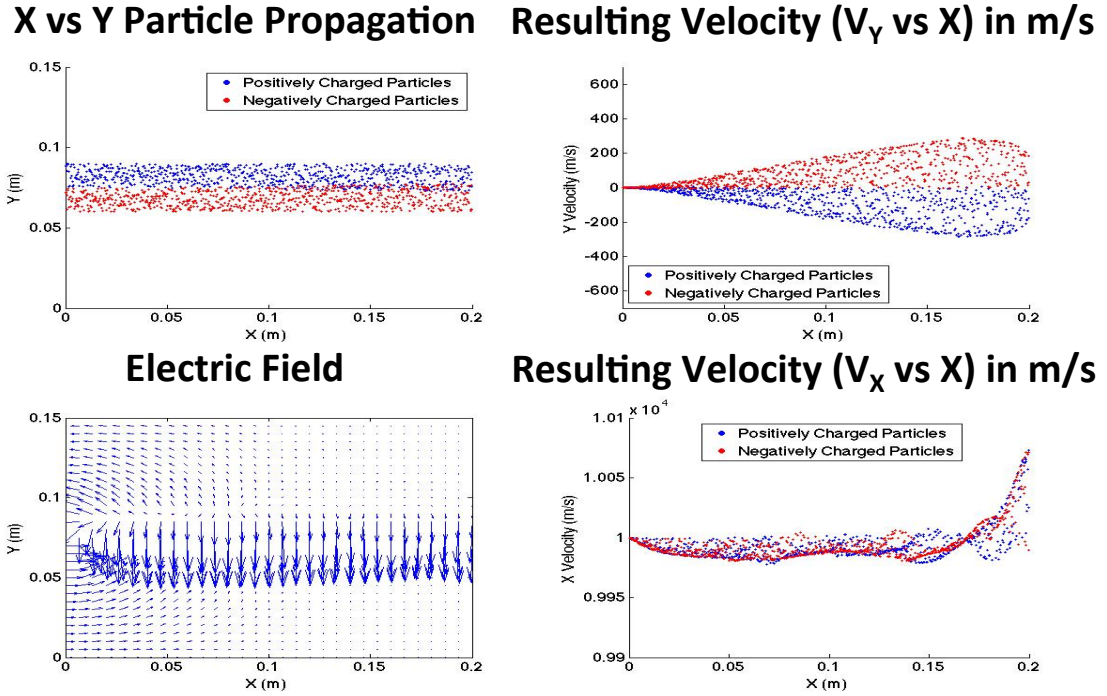 X vs Y Particle Propagation
0.15
0.1
0.05
0
Y (m)
Positively Charged Particles
Negatively Charged Particles
0
0.05
0.1
0.15
0.2
X (m)
Resulting Velocity (VY vs X) in m/s
600
400
200
0
-200
-400
-600
Y Velocity (m/s)
Positively Charged Particles
Negatively Charged Particles
0
0.05
0.1
0.15
0.2
X (m)
Electric Field
0.15
0.1
0.05
0
Y (m)
0
0.05
0.1
0.15
0.2
X (m)
Resulting Velocity (VX vs X) in m/s
x 10^4
1.01
1.005
1
0.995
0.99
X Velocity (m/s)
Positively Charged Particles
Negatively Charged Particles
0
0.05
0.1
0.15
0.2
X (m)